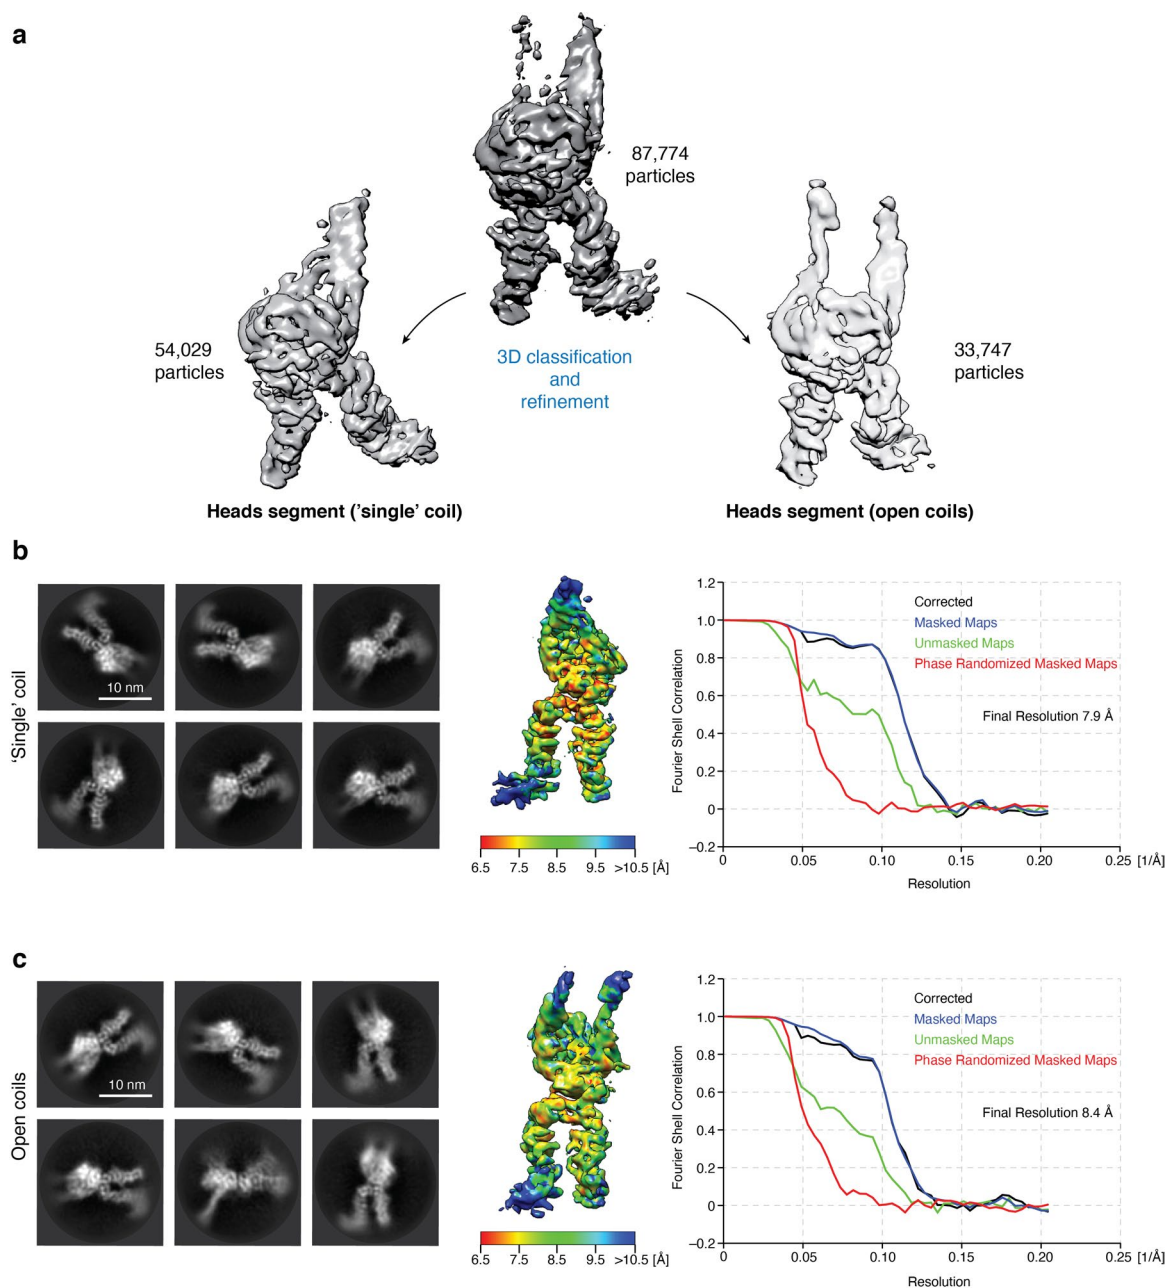 a
87,774
particles
54,029
particles
3D classification
and
refinement
33,747
particles
Heads segment ('single' coil)
Heads segment (open coils)
b
'Single' coil
10 nm
6.5 7.5 8.5 9.5 >10.5 [Å]
Fourier Shell Correlation
1.2
1.0
0.8
0.6
0.4
0.2
0
–0.2
Corrected
Masked Maps
Unmasked Maps
Phase Randomized Masked Maps
Final Resolution 7.9 Å
0 0.05 0.10 0.15 0.20 0.25 [1/Å]
Resolution
c
Open coils
10 nm
6.5 7.5 8.5 9.5 >10.5 [Å]
Fourier Shell Correlation
1.2
1.0
0.8
0.6
0.4
0.2
0
–0.2
Corrected
Masked Maps
Unmasked Maps
Phase Randomized Masked Maps
Final Resolution 8.4 Å
0 0.05 0.10 0.15 0.20 0.25 [1/Å]
Resolution